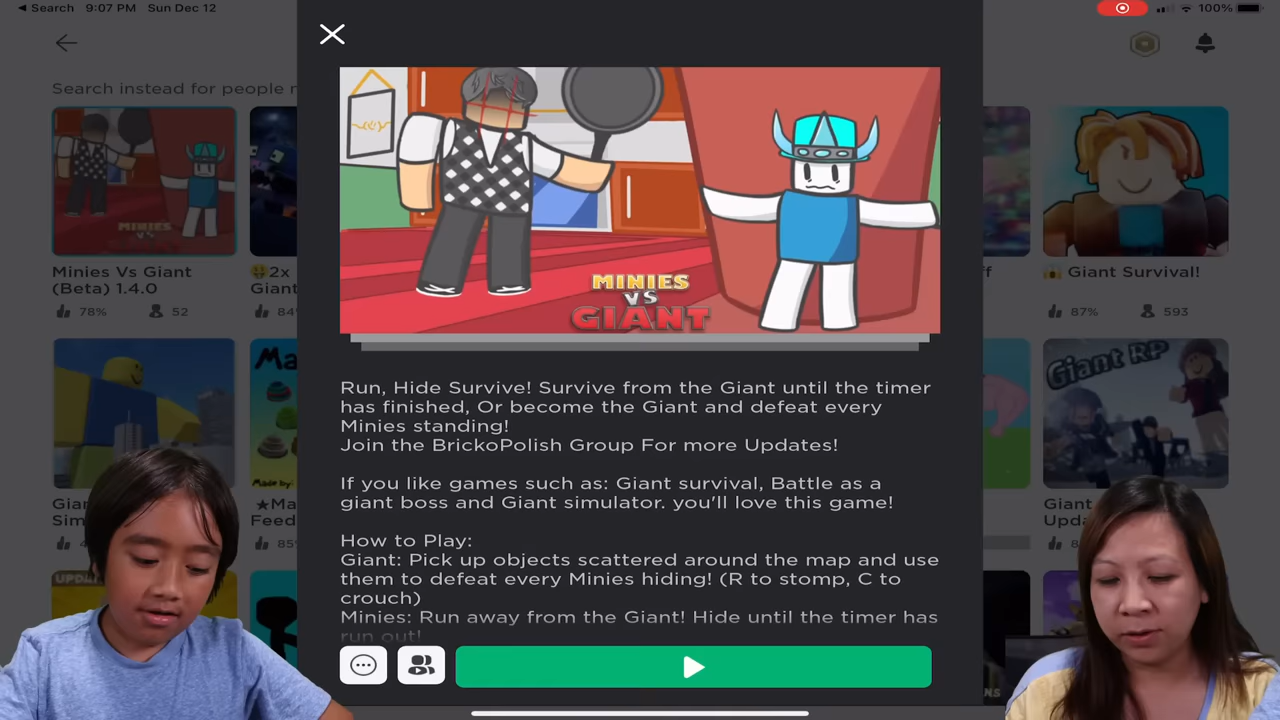 Search 9:07 PM Sun Dec 12 100%
Search instead for people
MINIES
VS
GIANT
Minies Vs Giant
(Beta) 1.4.0
78% 52
2x
Giant
84
Giant Survival!
87% 593
Run, Hide Survive! Survive from the Giant until the timer
has finished, Or become the Giant and defeat every
Minies standing!
Join the BrickoPolish Group For more Updates!
If you like games such as: Giant survival, Battle as a
giant boss and Giant simulator. you'll love this game!
How to Play:
Giant: Pick up objects scattered around the map and use
them to defeat every Minies hiding! (R to stomp, C to
crouch)
Minies: Run away from the Giant! Hide until the timer has
run out!
Giant RP
Giant